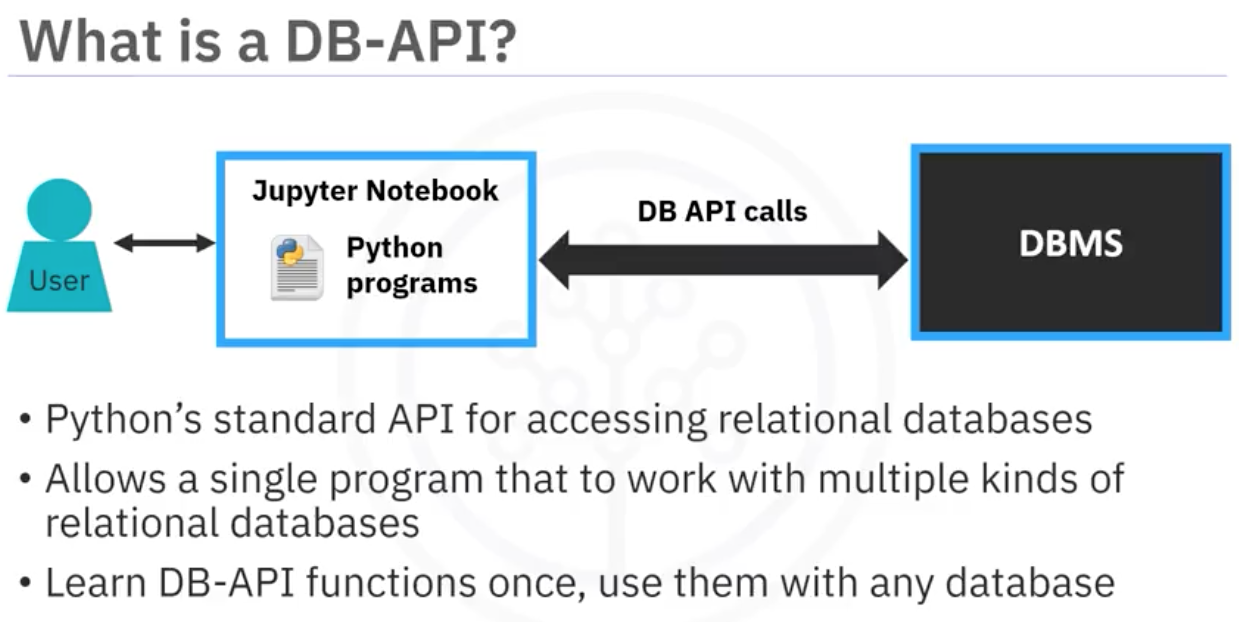 What is a DB-API?
User
Jupyter Notebook
Python
programs
DB API calls
DBMS
• Python’s standard API for accessing relational databases
• Allows a single program that to work with multiple kinds of
relational databases
• Learn DB-API functions once, use them with any database